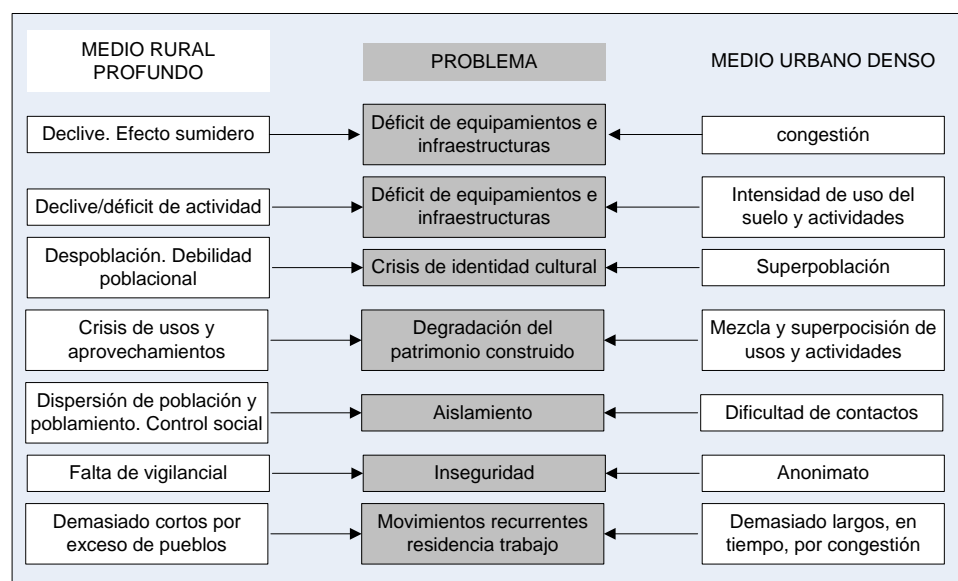 MEDIO RURAL
PROFUNDO
PROBLEMA
MEDIO URBANO DENSO
Declive. Efecto sumidero
Déficit de equipamientos e
infraestructuras
congestión
Declive/déficit de actividad
Déficit de equipamientos e
infraestructuras
Intensidad de uso del
suelo y actividades
Despoblación. Debilidad
poblacional
Crisis de identidad cultural
Superpoblación
Crisis de usos y
aprovechamientos
Degradación del
patrimonio construido
Mezcla y superpocisión de
usos y actividades
Dispersión de población y
poblamiento. Control social
Aislamiento
Dificultad de contactos
Falta de vigilancial
Inseguridad
Anonimato
Demasiado cortos por
exceso de pueblos
Movimientos recurrentes
residencia trabajo
Demasiado largos, en
tiempo, por congestión